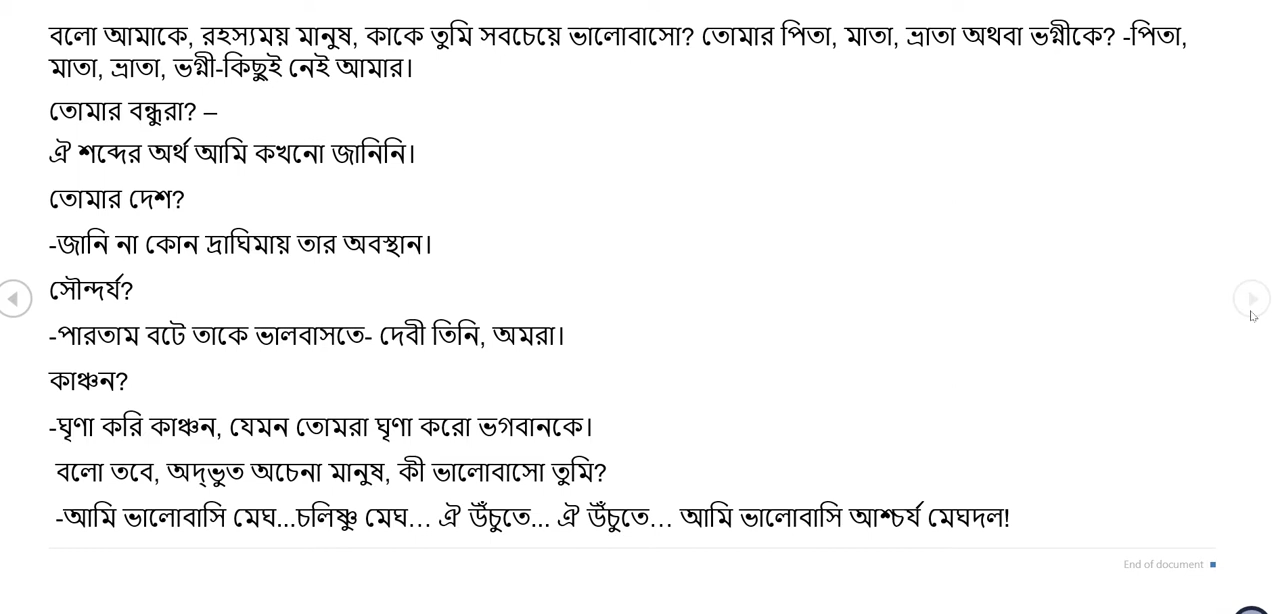 বলো আমাকে, রহস্যময় মানুষ, কাকে তুমি সবচেয়ে ভালোবাসো? তোমার পিতা, মাতা, ভ্রাতা অথবা ভগ্নীকে? -পিতা,
মাতা, ভ্রাতা, ভগ্নী-কিছুই নেই আমার।
তোমার বন্ধুরা? –
ঐ শব্দের অর্থ আমি কখনো জানিনি।
তোমার দেশ?
-জানি না কোন দ্রাঘিমায় তার অবস্থান।
সৌন্দর্য?
-পারতাম বটে তাকে ভালবাসতে- দেবী তিনি, অমরা।
কাঞ্চন?
-ঘৃণা করি কাঞ্চন, যেমন তোমরা ঘৃণা করো ভগবানকে।
বলো তবে, অদ্ভুত অচেনা মানুষ, কী ভালোবাসো তুমি?
-আমি ভালোবাসি মেঘ...চলিষ্ণু মেঘ... ঐ উঁচুতে... ঐ উঁচুতে... আমি ভালোবাসি আশ্চর্য মেঘদল!
End of document